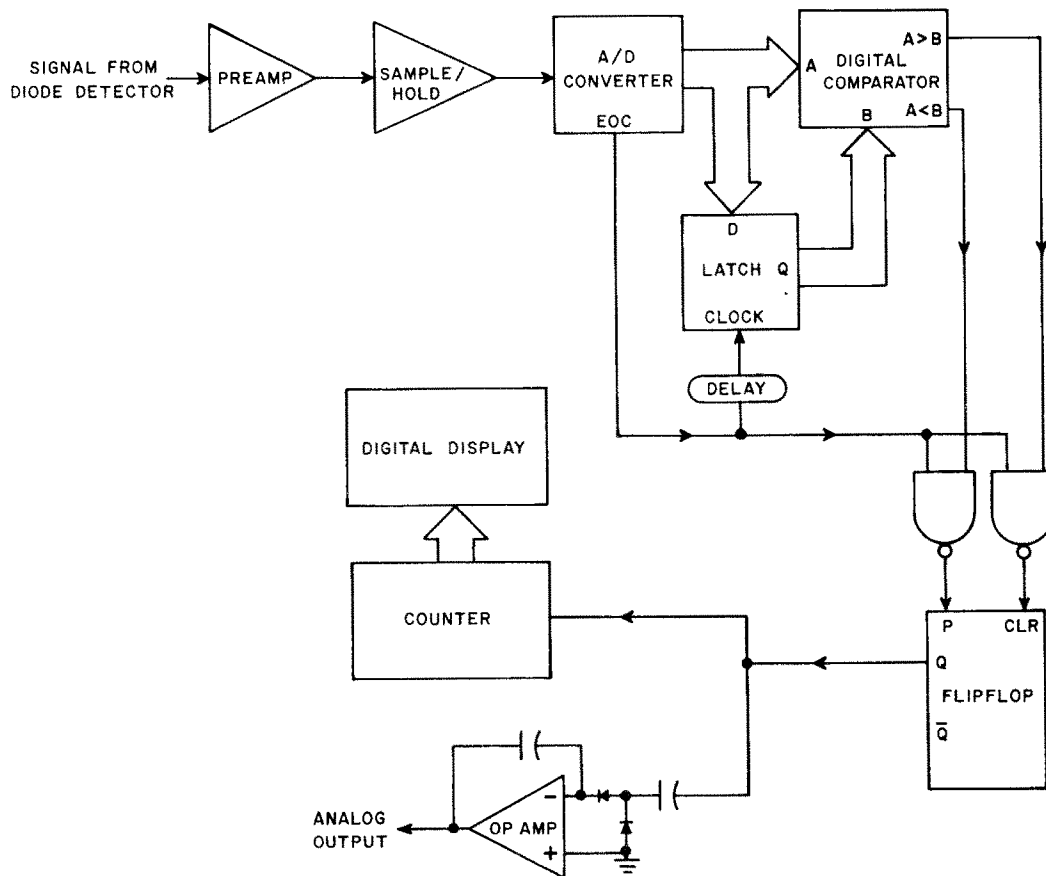 SIGNAL FROM
DIODE DETECTOR
PREAMP
SAMPLE/
HOLD
A/D
CONVERTER
EOC
A
A>B
DIGITAL
COMPARATOR
B
A<B
D
LATCH
Q
CLOCK
DELAY
DIGITAL DISPLAY
COUNTER
P
CLR
Q
FLIPFLOP
Q̅
-
OP AMP
+
ANALOG
OUTPUT